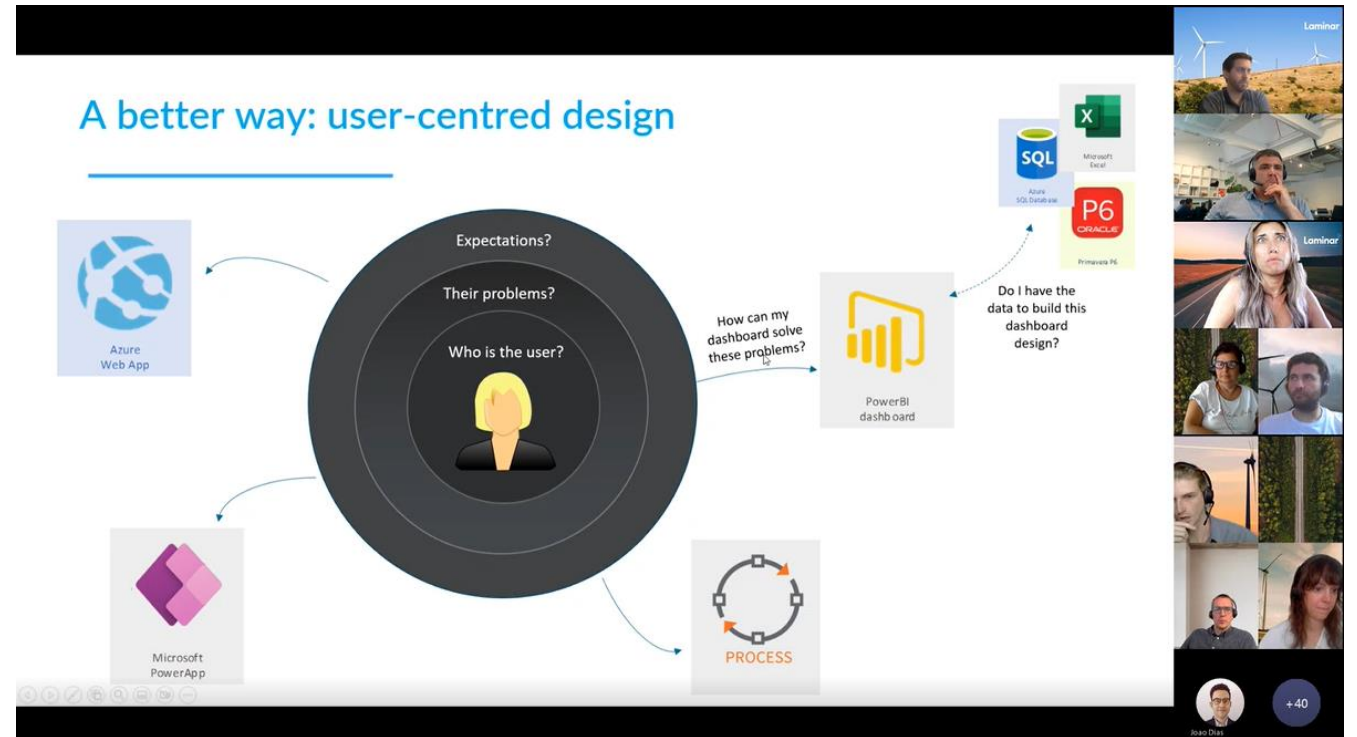 A better way: user-centred design
Laminar
X
Microsoft
Excel
SQL
Azure
SQL Database
P6
ORACLE
Primavera P6
Expectations?
Their problems?
Who is the user?
Azure
Web App
How can my
dashboard solve
these problems?
Do I have the
data to build this
dashboard
design?
PowerBI
dashboard
Laminar
Microsoft
PowerApp
PROCESS
Joao Dias
+40